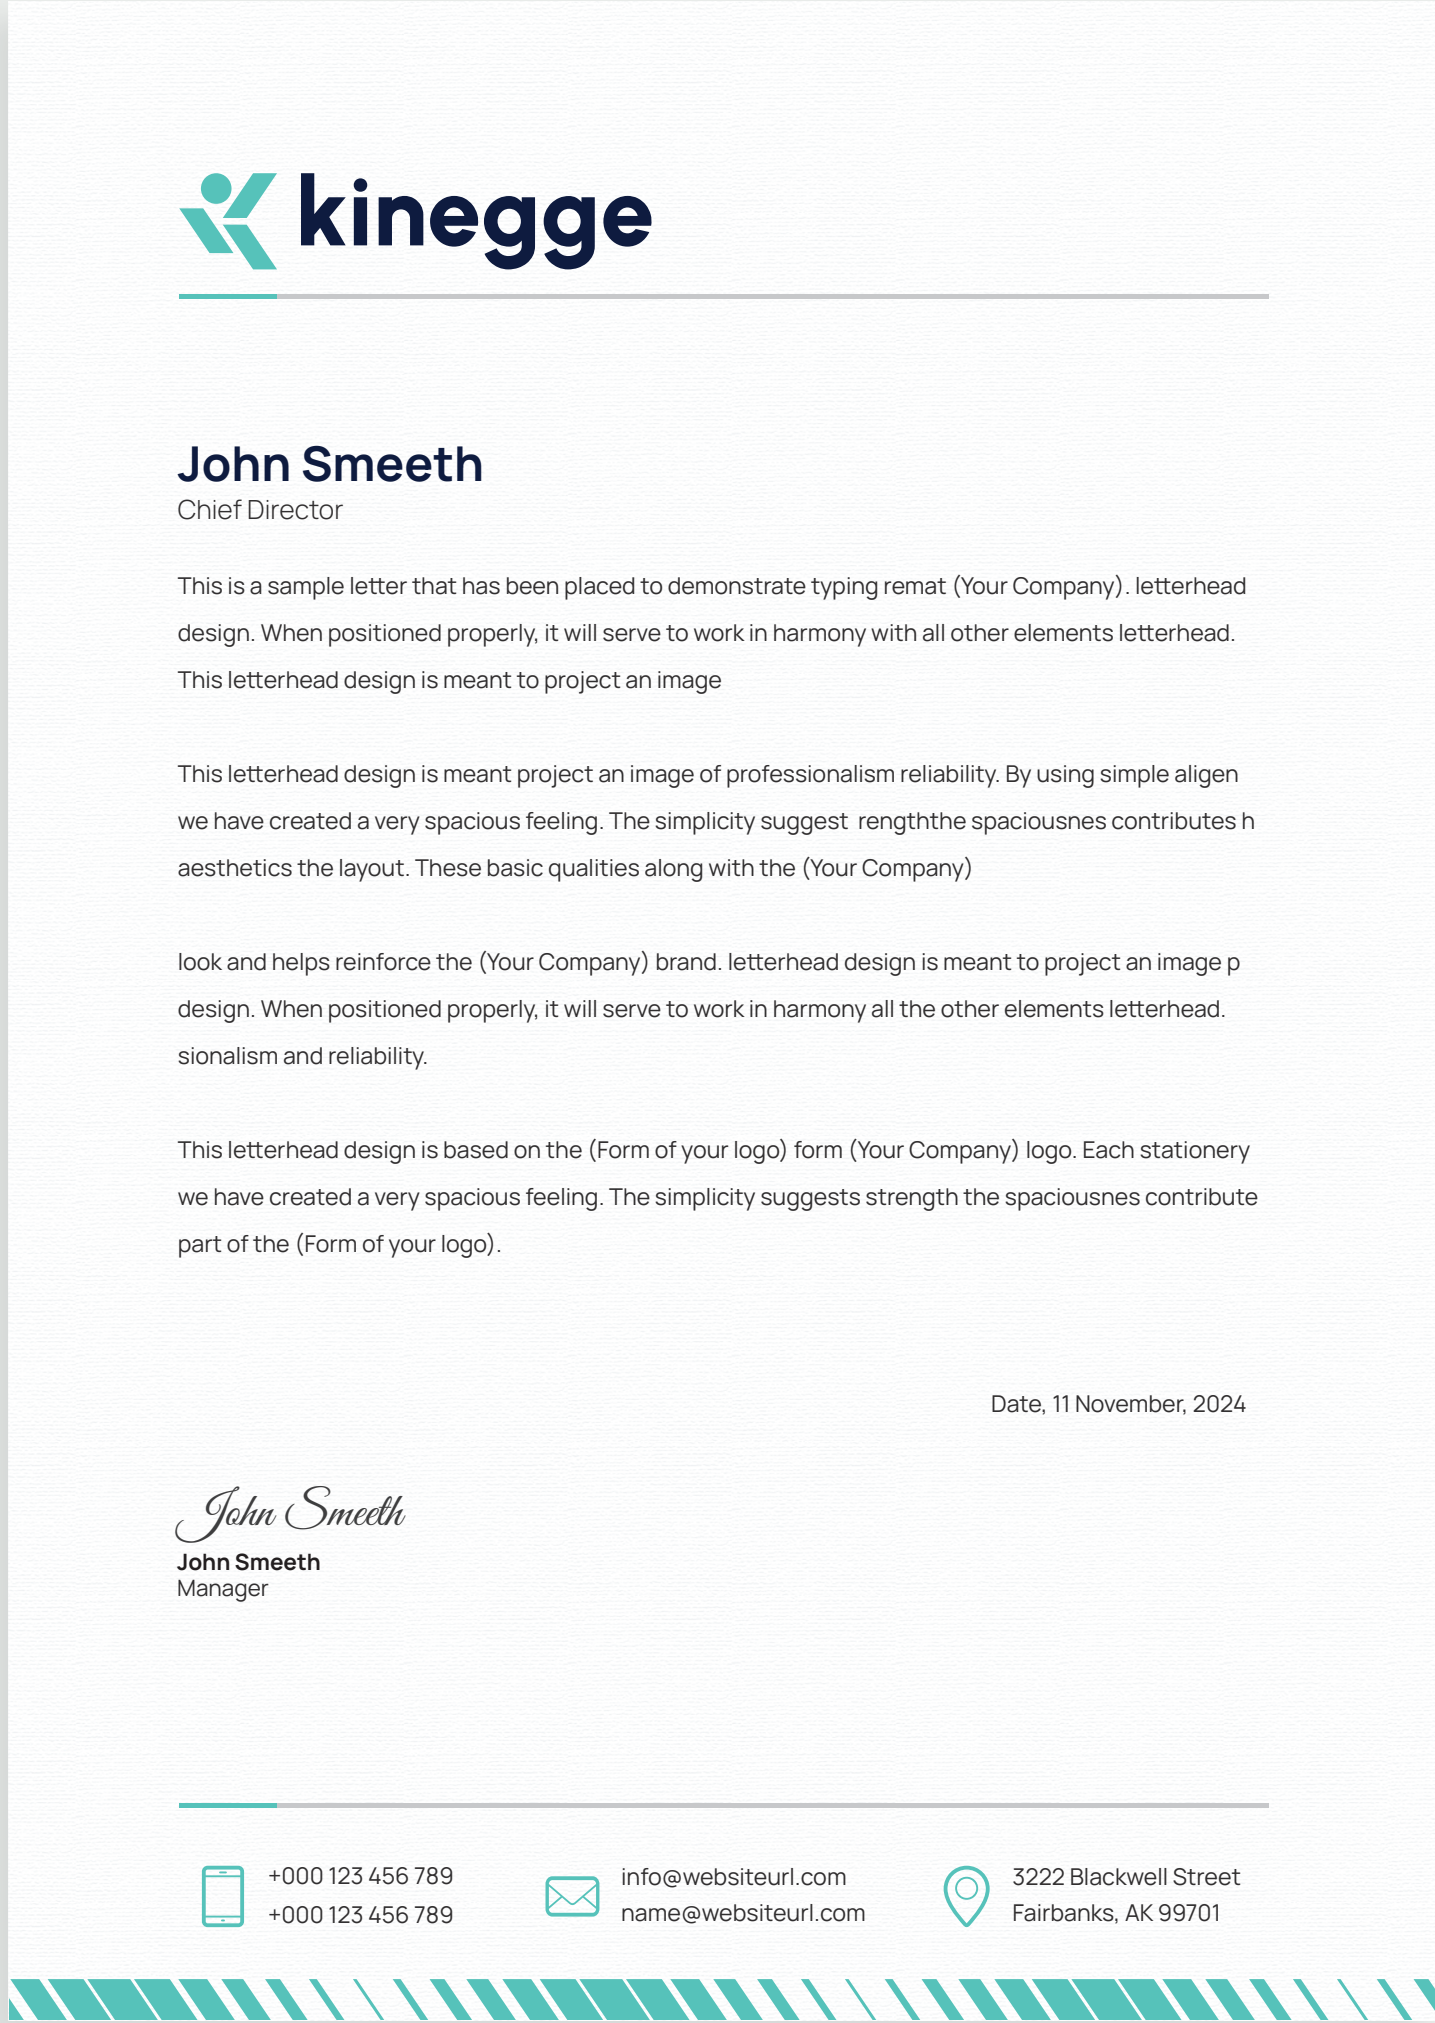 kinegge
John Smeeth
Chief Director
This is a sample letter that has been placed to demonstrate typing remat (Your Company). letterhead
design. When positioned properly, it will serve to work in harmony with all other elements letterhead.
This letterhead design is meant to project an image
This letterhead design is meant project an image of professionalism reliability. By using simple aligen
we have created a very spacious feeling. The simplicity suggest  rengththe spaciousnes contributes h
aesthetics the layout. These basic qualities along with the (Your Company)
look and helps reinforce the (Your Company) brand. letterhead design is meant to project an image p
design. When positioned properly, it will serve to work in harmony all the other elements letterhead.
sionalism and reliability.
This letterhead design is based on the (Form of your logo) form (Your Company) logo. Each stationery
we have created a very spacious feeling. The simplicity suggests strength the spaciousnes contribute
part of the (Form of your logo).
Date, 11 November, 2024
John Smeeth
John Smeeth
Manager
+000 123 456 789
+000 123 456 789
info@websiteurl.com
name@websiteurl.com
3222 Blackwell Street
Fairbanks, AK 99701